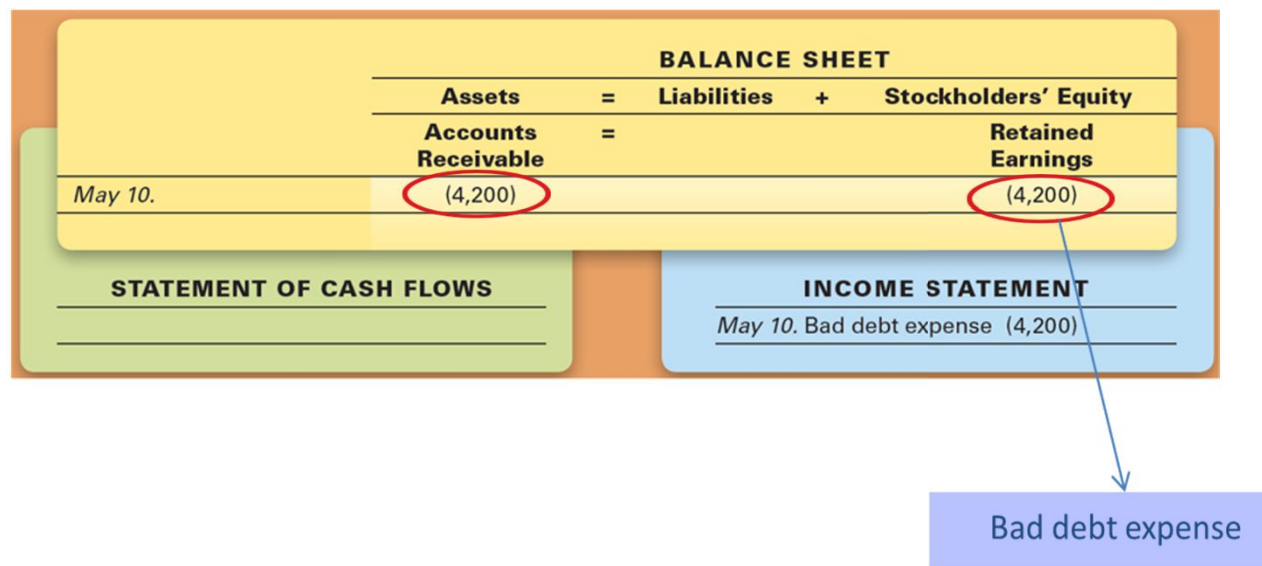 BALANCE SHEET
Assets = Liabilities + Stockholders' Equity
Accounts = Retained
Receivable Earnings
May 10. (4,200) (4,200)
STATEMENT OF CASH FLOWS
INCOME STATEMENT
May 10. Bad debt expense (4,200)
Bad debt expense